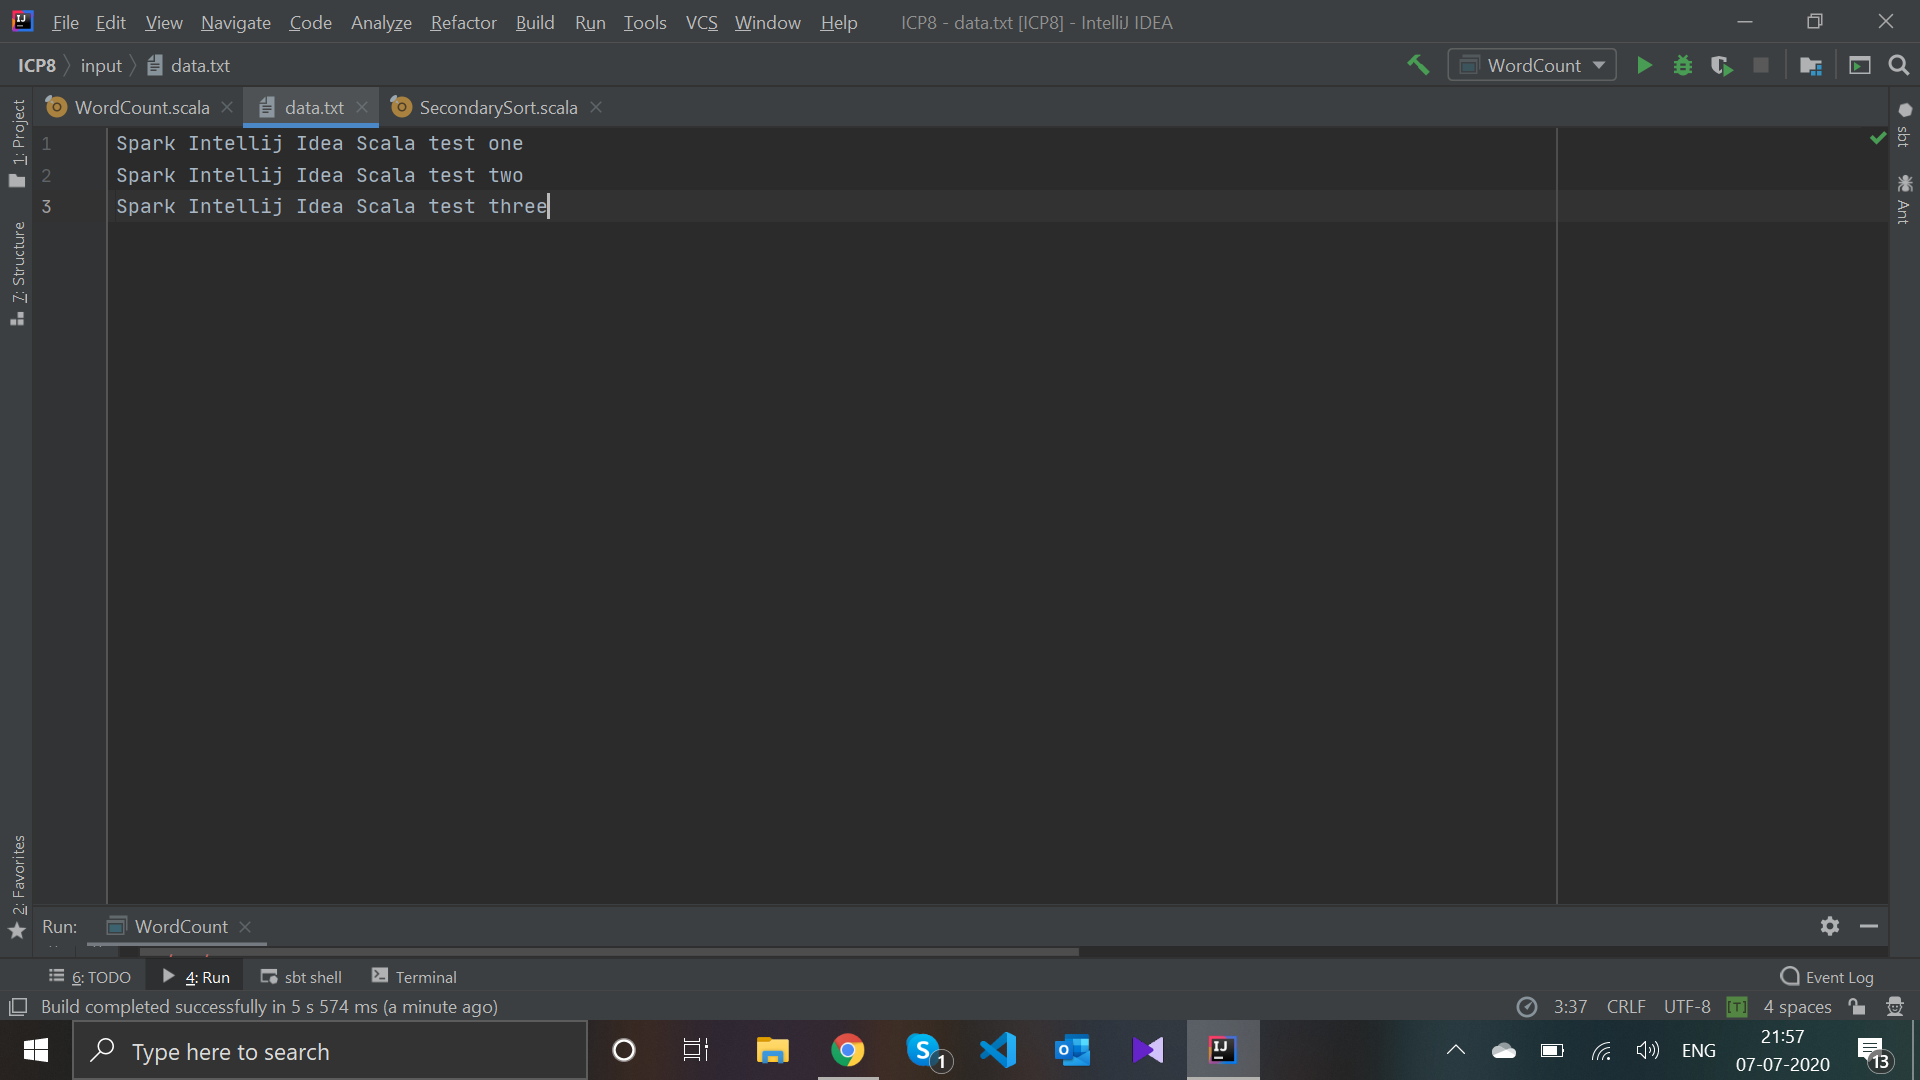 File Edit View Navigate Code Analyze Refactor Build Run Tools VCS Window Help ICP8 - data.txt [ICP8] - IntelliJ IDEA
ICP8 input data.txt WordCount
WordCount.scala data.txt SecondarySort.scala
1: Project
7: Structure
2: Favorites
sbt
Ant
1 Spark Intellij Idea Scala test one
2 Spark Intellij Idea Scala test two
3 Spark Intellij Idea Scala test three
Run: WordCount
6: TODO 4: Run sbt shell Terminal Event Log
Build completed successfully in 5 s 574 ms (a minute ago) 3:37 CRLF UTF-8 [T] 4 spaces
Type here to search S 1 IJ ENG 21:57
07-07-2020 13